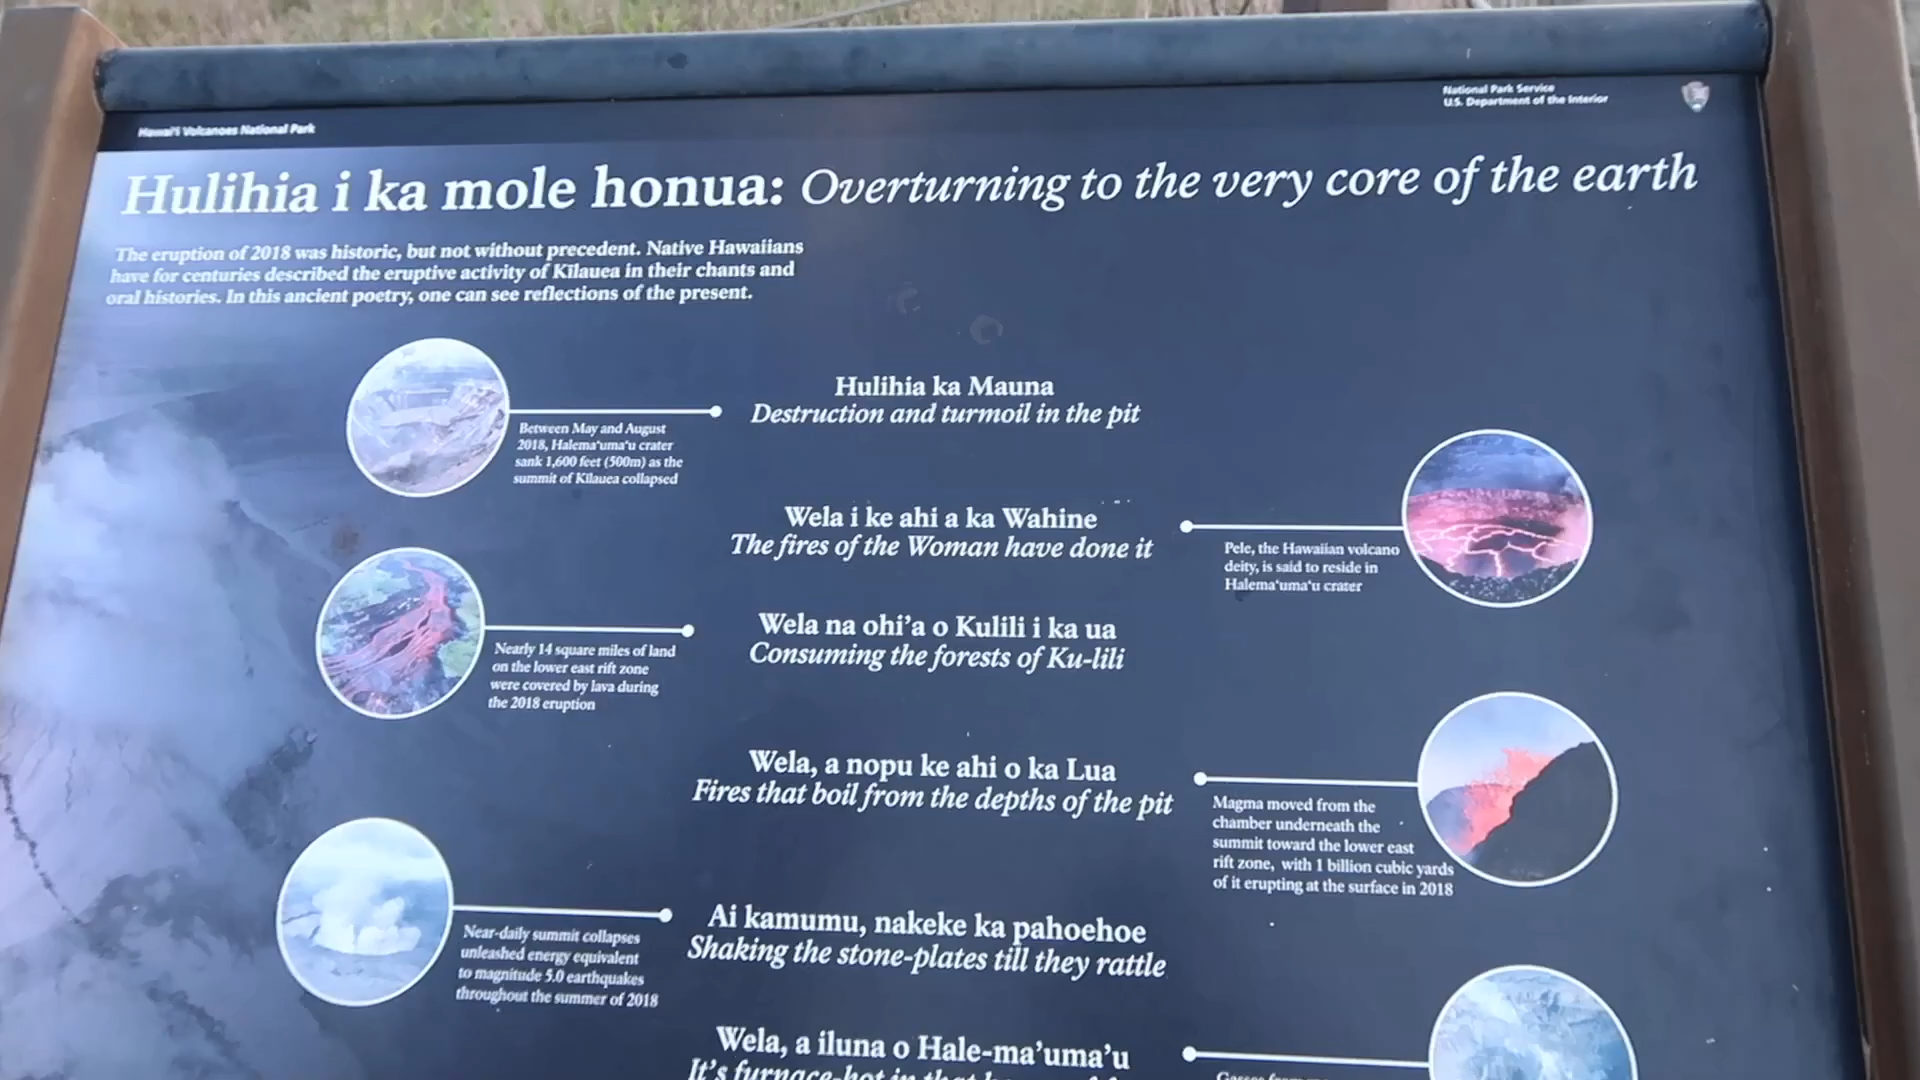 Hawai'i Volcanoes National Park
National Park Service
U.S. Department of the Interior
Hulihia i ka mole honua: Overturning to the very core of the earth
The eruption of 2018 was historic, but not without precedent. Native Hawaiians
have for centuries described the eruptive activity of Kīlauea in their chants and
oral histories. In this ancient poetry, one can see reflections of the present.
Hulihia ka Mauna
Destruction and turmoil in the pit
Between May and August
2018, Halema‘uma‘u crater
sank 1,600 feet (500m) as the
summit of Kīlauea collapsed
Wela i ke ahi a ka Wahine
The fires of the Woman have done it
Pele, the Hawaiian volcano
deity, is said to reside in
Halema‘uma‘u crater
Wela na ohi’a o Kulili i ka ua
Consuming the forests of Ku-lili
Nearly 14 square miles of land
on the lower east rift zone
were covered by lava during
the 2018 eruption
Wela, a nopu ke ahi o ka Lua
Fires that boil from the depths of the pit
Magma moved from the
chamber underneath the
summit toward the lower east
rift zone, with 1 billion cubic yards
of it erupting at the surface in 2018
Ai kamumu, nakeke ka pahoehoe
Shaking the stone-plates till they rattle
Near-daily summit collapses
unleashed energy equivalent
to magnitude 5.0 earthquakes
throughout the summer of 2018
Wela, a iluna o Hale-ma’uma’u
It's furnace-hot in that